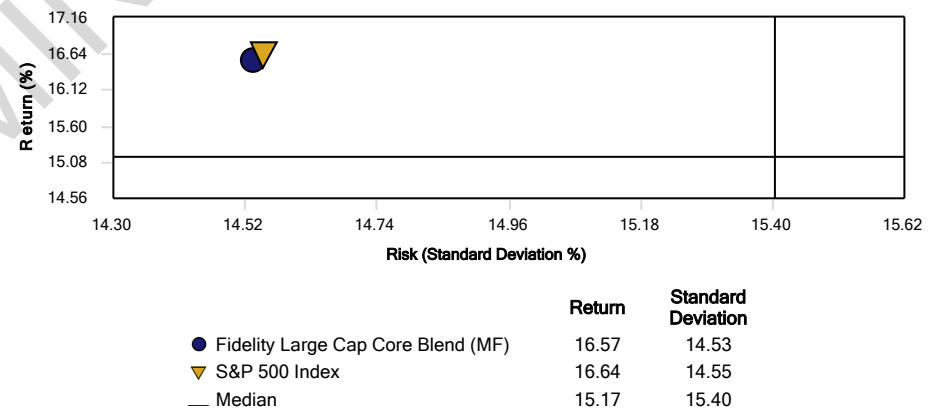 17.16
16.64
16.12
15.60
15.08
14.56
Return (%)
14.30 14.52 14.74 14.96 15.18 15.40 15.62
Risk (Standard Deviation %)
Return Standard Deviation
Fidelity Large Cap Core Blend (MF) 16.57 14.53
S&P 500 Index 16.64 14.55
Median 15.17 15.40